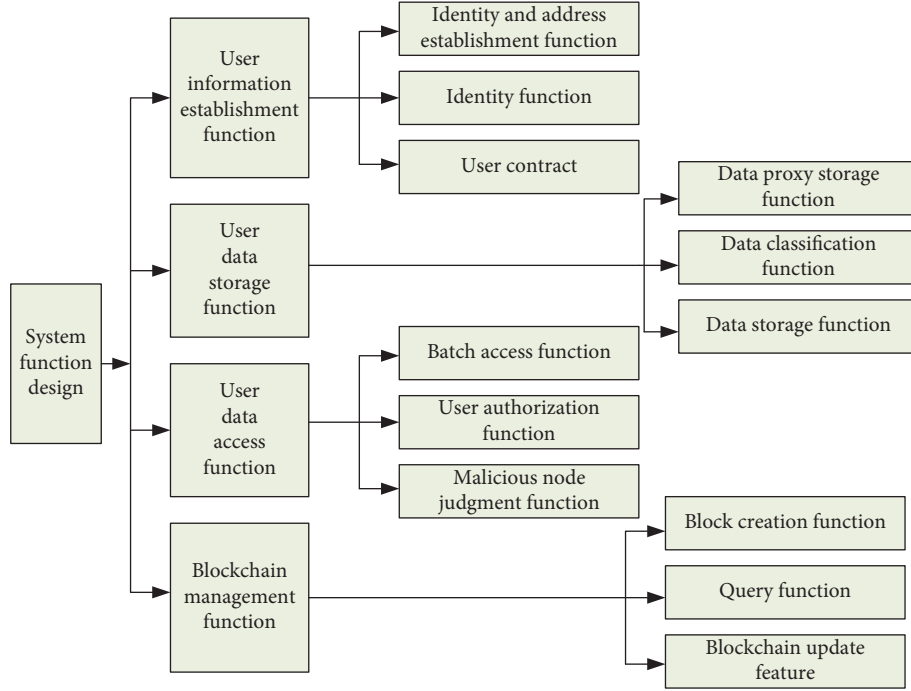 System
function
design
User
information
establishment
function
Identity and address
establishment function
Identity function
User contract
User
data
storage
function
Data proxy storage
function
Data classification
function
Data storage function
User
data
access
function
Batch access function
User authorization
function
Malicious node
judgment function
Blockchain
management
function
Block creation function
Query function
Blockchain update
feature